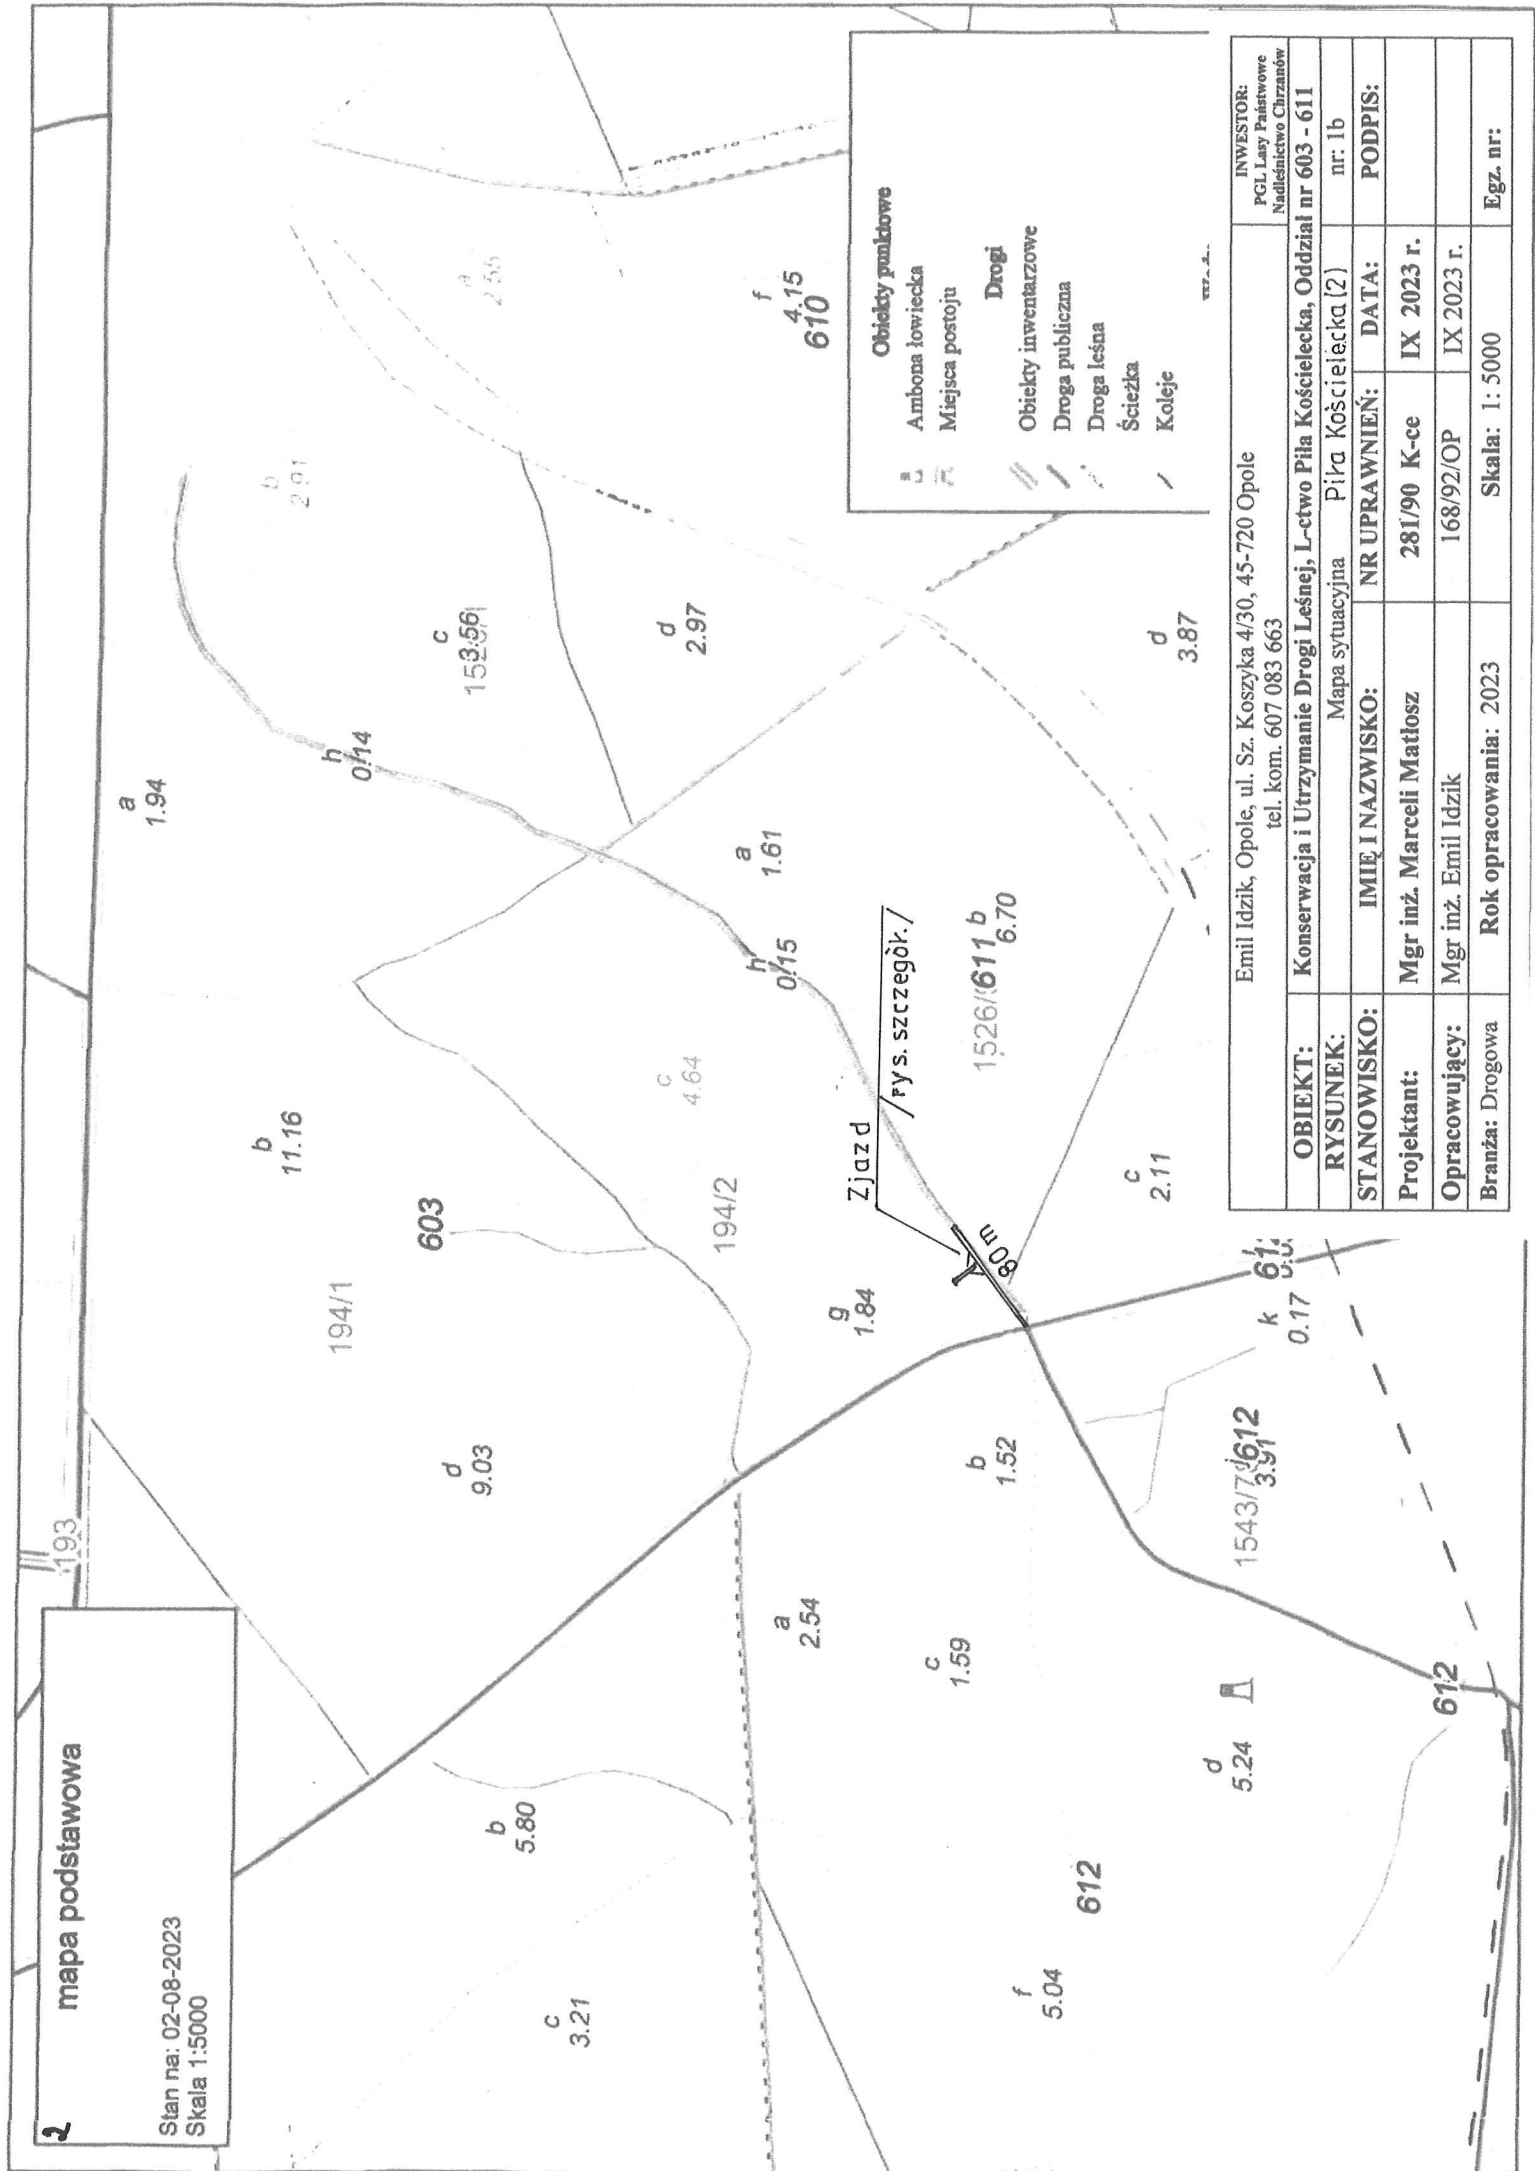 2
mapa podstawowa
Stan na: 02-08-2023
Skala 1:5000
193
a
1.94
b
11.16
194/1
603
d
9.03
b
5.80
c
3.21
h
0.14
b
2.91
a
2.55
c
3.56
d
2.97
f
4.15
610
c
4.64
194/2
h
0.15
a
1.61
g
1.84
Zjazd
/rys. szczegół./
80 m
1526/
611 b
6.70
a
2.54
c
1.59
b
1.52
c
2.11
d
3.87
k
0.17
1543/7
612
3.91
d
5.24
612
612
f
5.04
Obiekty punktowe
Ambona łowiecka
Miejsca postoju
Drogi
Obiekty inwentarzowe
Droga publiczna
Droga leśna
Ścieżka
Koleje
Emil Idzik, Opole, ul. Sz. Koszyka 4/30, 45-720 Opole
tel. kom. 607 083 663
INWESTOR:
PGL Lasy Państwowe
Nadleśnictwo Chrzanów
OBIEKT: Konserwacja i Utrzymanie Drogi Leśnej, L-ctwo Piła Kościelecka, Oddział nr 603 - 611
RYSUNEK: Mapa sytuacyjna Piła Kościelecka(2) nr: 1b
STANOWISKO: IMIĘ I NAZWISKO: NR UPRAWNIEŃ: DATA: PODPIS:
Projektant: Mgr inż. Marceli Matłosz 281/90 K-ce IX 2023 r.
Opracowujący: Mgr inż. Emil Idzik 168/92/OP IX 2023 r.
Branża: Drogowa Rok opracowania: 2023 Skala: 1: 5000 Egz. nr: